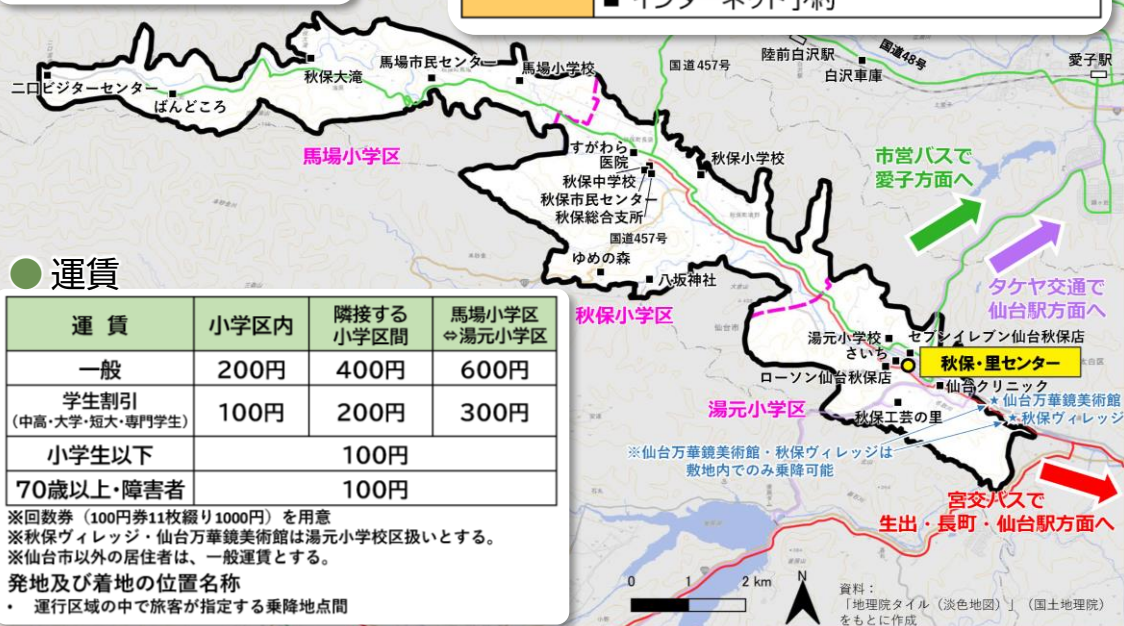 ■ インターネット予約
陸前白沢駅
国道48号
愛子駅
白沢車庫
国道457号
馬場市民センター
馬場小学校
秋保大滝
二口ビジターセンター
ばんどころ
馬場小学区
すがわら
医院
秋保小学校
秋保中学校
秋保市民センター
秋保総合支所
国道457号
ゆめの森
八坂神社
秋保小学区
市営バスで
愛子方面へ
タケヤ交通で
仙台駅方面へ
湯元小学校
セブンイレブン仙台秋保店
さいち
秋保・里センター
ローソン仙台秋保店
仙台クリニック
湯元小学区
秋保工芸の里
★仙台万華鏡美術館
★秋保ヴィレッジ
※仙台万華鏡美術館・秋保ヴィレッジは
敷地内でのみ乗降可能
宮交バスで
生出・長町・仙台駅方面へ
仙台市
太白区
● 運賃
運 賃 小学区内 隣接する小学区間 馬場小学区⇔湯元小学区
一般 200円 400円 600円
学生割引 100円 200円 300円
(中高・大学・短大・専門学生)
小学生以下 100円
70歳以上・障害者 100円
※回数券（100円券11枚綴り1000円）を用意
※秋保ヴィレッジ・仙台万華鏡美術館は湯元小学校区扱いとする。
※仙台市以外の居住者は、一般運賃とする。
発地及び着地の位置名称
・ 運行区域の中で旅客が指定する乗降地点間
0 1 2 km
N
資料：
「地理院タイル（淡色地図）」（国土地理院）
をもとに作成